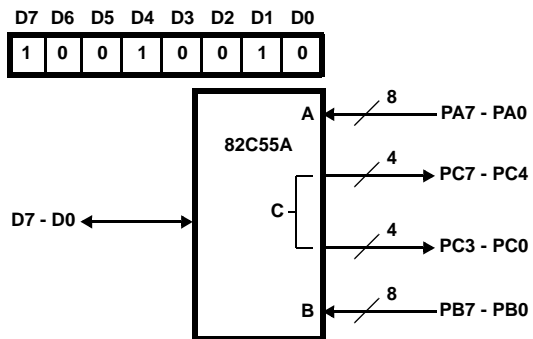 D7 D6 D5 D4 D3 D2 D1 D0
1 0 0 1 0 0 1 0
A
8
PA7 - PA0
82C55A
4
PC7 - PC4
C
D7 - D0
4
PC3 - PC0
8
B
PB7 - PB0